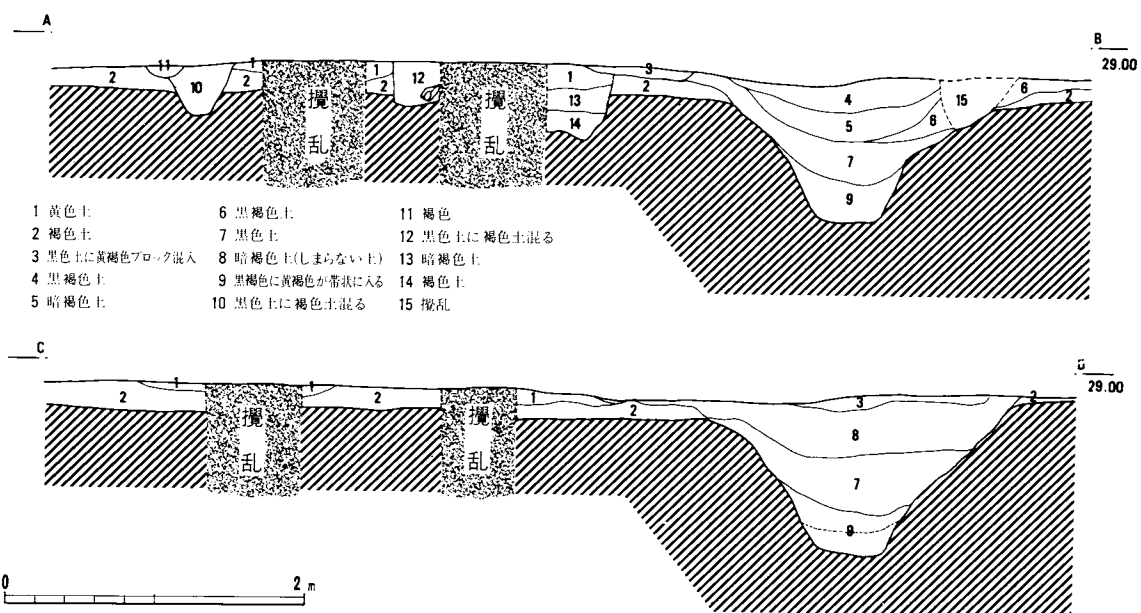 A
B
29.00
11 1 1 3
2 10 2 2 12 1 2 4 15 6 2
13 5 6
14 7
9
攪乱
攪乱
1 黄色土
2 褐色土
3 黒色土に黄褐色ブロック混入
4 黒褐色土
5 暗褐色土
6 黒褐色土
7 黒色土
8 暗褐色土(しまらない土)
9 黒褐色に黄褐色が帯状に入る
10 黒色土に褐色土混る
11 褐色
12 黒色土に褐色土混る
13 暗褐色土
14 褐色土
15 攪乱
C
D
29.00
1 1 1 3 2
2 2 2 8
7
9
攪乱
攪乱
0 2 m